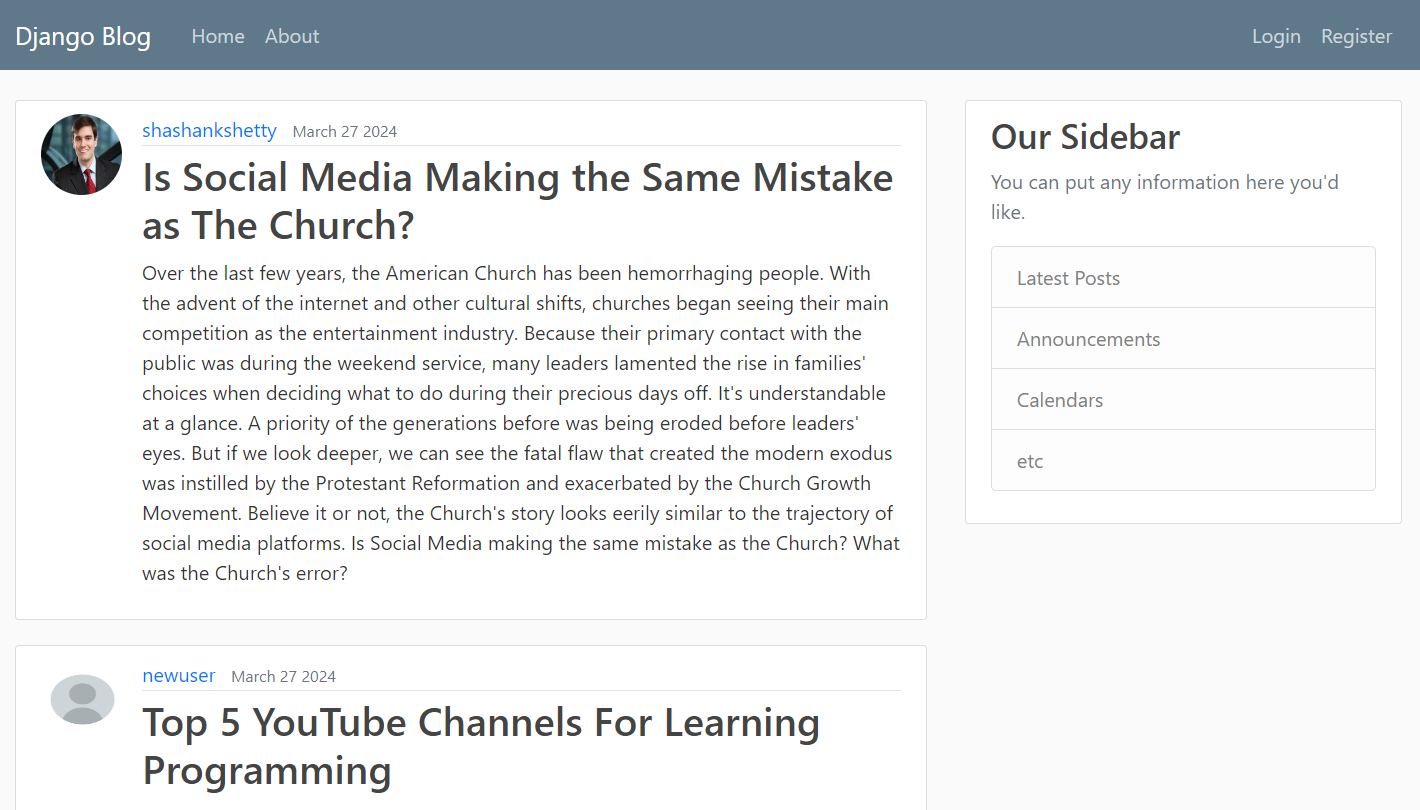 Django Blog Home About Login Register
shashankshetty March 27 2024
Is Social Media Making the Same Mistake
as The Church?
Over the last few years, the American Church has been hemorrhaging people. With
the advent of the internet and other cultural shifts, churches began seeing their main
competition as the entertainment industry. Because their primary contact with the
public was during the weekend service, many leaders lamented the rise in families'
choices when deciding what to do during their precious days off. It's understandable
at a glance. A priority of the generations before was being eroded before leaders'
eyes. But if we look deeper, we can see the fatal flaw that created the modern exodus
was instilled by the Protestant Reformation and exacerbated by the Church Growth
Movement. Believe it or not, the Church's story looks eerily similar to the trajectory of
social media platforms. Is Social Media making the same mistake as the Church? What
was the Church's error?
newuser March 27 2024
Top 5 YouTube Channels For Learning
Programming
Our Sidebar
You can put any information here you'd
like.
Latest Posts
Announcements
Calendars
etc